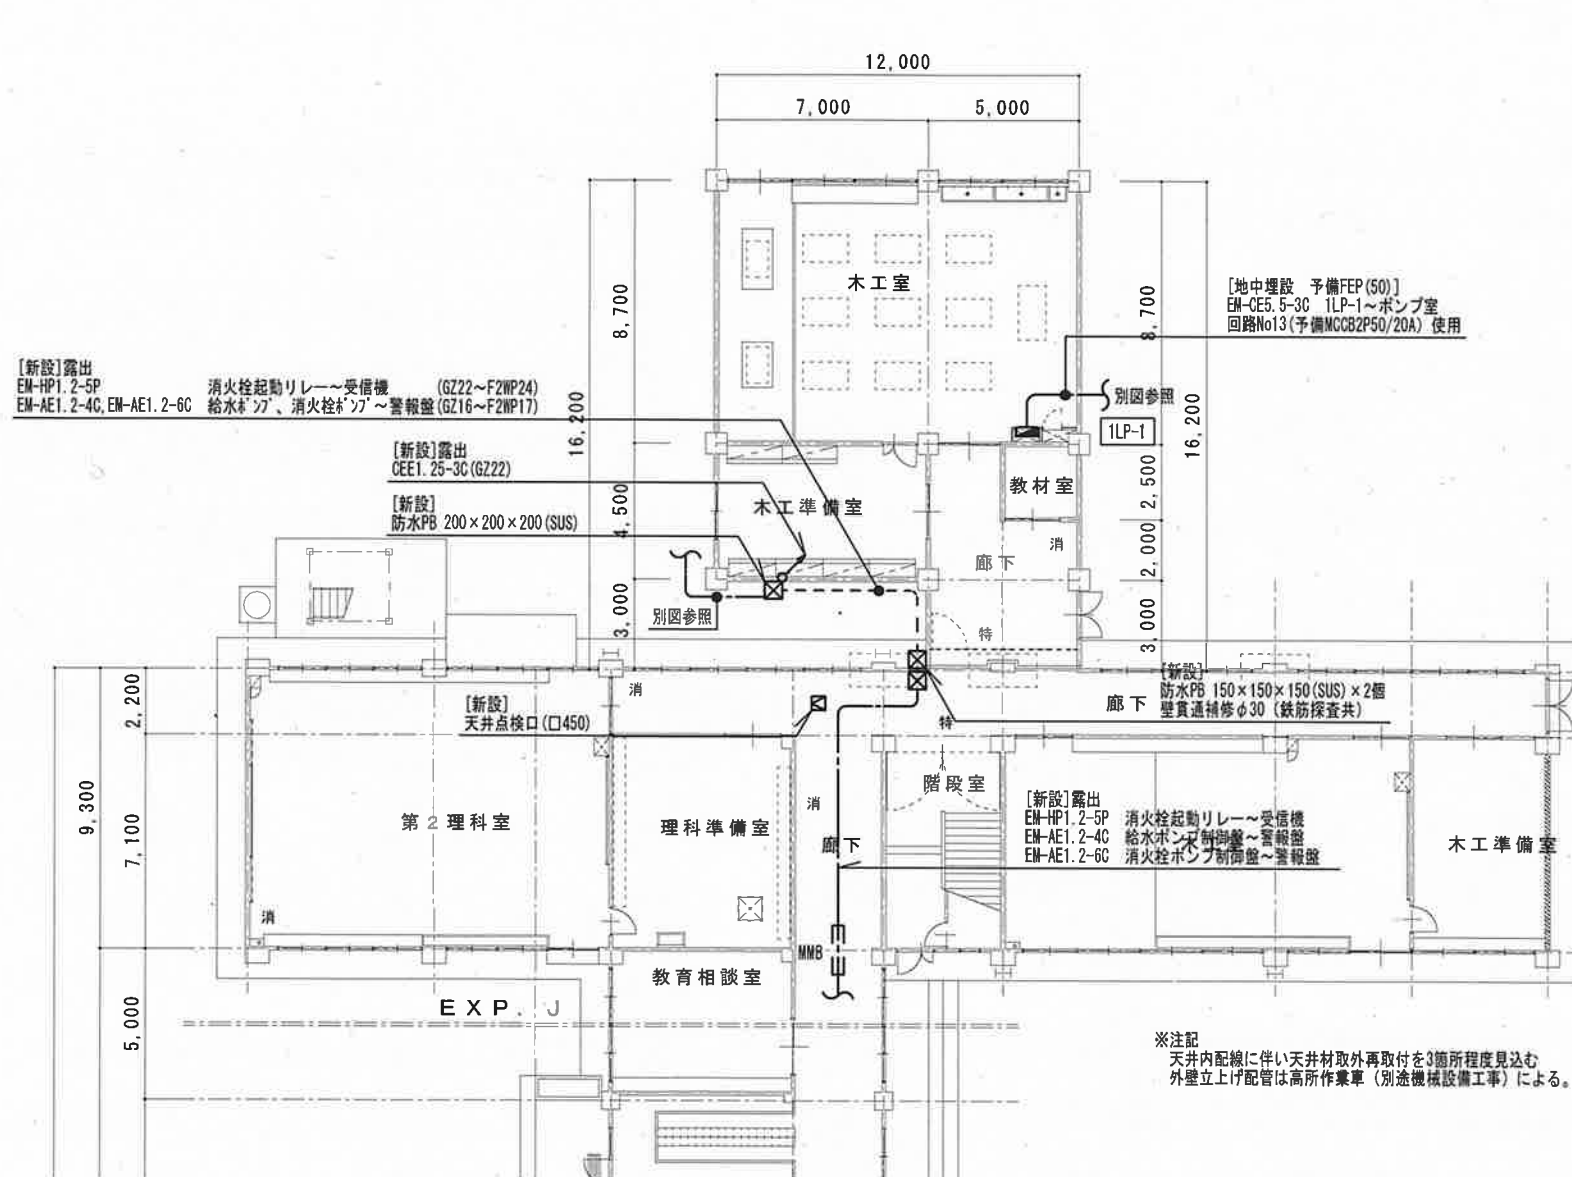 12,000
7,000
5,000
木工室
8,700
8,700
[地中埋設 予備FEP(50)]
EM-CE5.5-3C 1LP-1～ポンプ室
回路No13(予備MCCB2P50/20A) 使用
別図参照
1LP-1
16,200
16,200
[新設]露出
EM-HP1.2-5P 消火栓起動リレー～受信機 (GZ22～F2WP24)
EM-AE1.2-4C,EM-AE1.2-6C 給水ﾎﾟﾝﾌﾟ、消火栓ﾎﾟﾝﾌﾟ～警報盤(GZ16～F2WP17)
[新設]露出
CEE1.25-3C(GZ22)
[新設]
防水PB 200×200×200(SUS)
4,500
木工準備室
教材室
2,500
消
廊下
2,000
3,000
別図参照
特
3,000
2,200
消
[新設]
天井点検口(□450)
[新設]
防水PB 150×150×150(SUS)×2個
壁貫通補修φ30 (鉄筋探査共)
廊下
特
9,300
7,100
第2理科室
理科準備室
消
廊下
階段室
[新設]露出
EM-HP1.2-5P 消火栓起動リレー～受信機
EM-AE1.2-4C 給水ポンプ制御盤～警報盤
EM-AE1.2-6C 消火栓ポンプ制御盤～警報盤
木工室
木工準備室
消
MMB
教育相談室
EXP. J
5,000
※注記
天井内配線に伴い天井材取外再取付を3箇所程度見込む
外壁立上げ配管は高所作業車（別途機械設備工事）による。